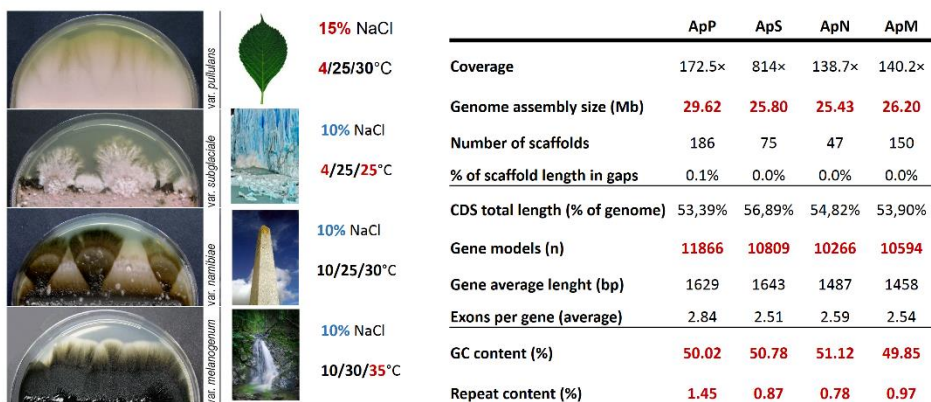 var. pullulans
15% NaCl
4/25/30°C
var. subglaciale
10% NaCl
4/25/25°C
var. namibiae
10% NaCl
10/25/30°C
var. melanogenum
10% NaCl
10/30/35°C
ApP ApS ApN ApM
Coverage 172.5× 814× 138.7× 140.2×
Genome assembly size (Mb) 29.62 25.80 25.43 26.20
Number of scaffolds 186 75 47 150
% of scaffold length in gaps 0.1% 0.0% 0.0% 0.0%
CDS total length (% of genome) 53,39% 56,89% 54,82% 53,90%
Gene models (n) 11866 10809 10266 10594
Gene average lenght (bp) 1629 1643 1487 1458
Exons per gene (average) 2.84 2.51 2.59 2.54
GC content (%) 50.02 50.78 51.12 49.85
Repeat content (%) 1.45 0.87 0.78 0.97